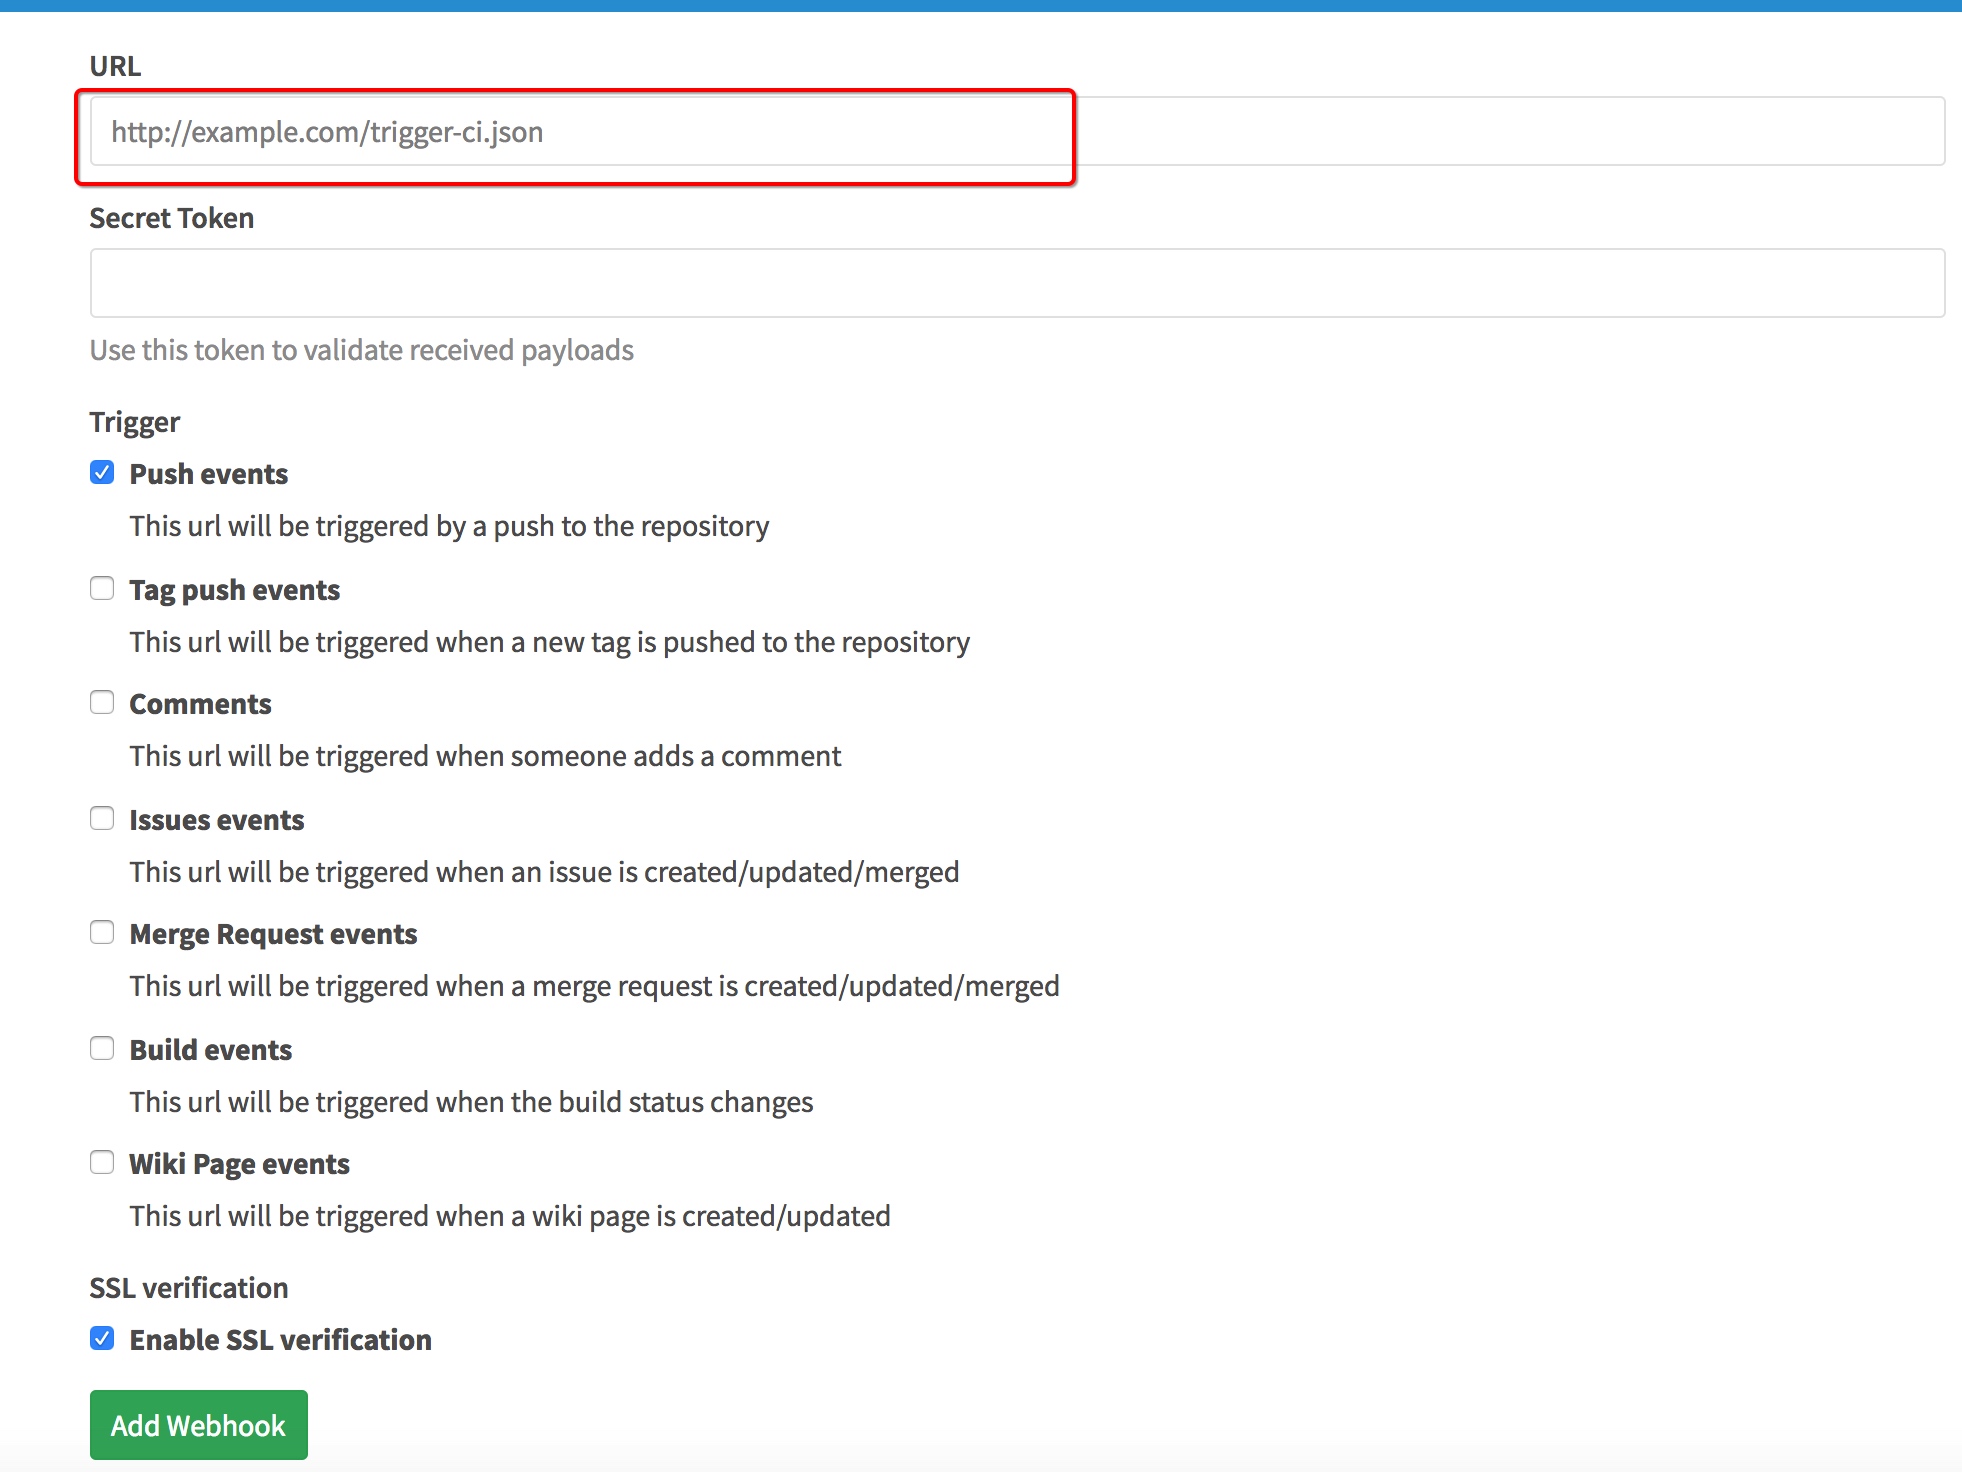 URL
http://example.com/trigger-ci.json
Secret Token
Use this token to validate received payloads
Trigger
Push events
This url will be triggered by a push to the repository
Tag push events
This url will be triggered when a new tag is pushed to the repository
Comments
This url will be triggered when someone adds a comment
Issues events
This url will be triggered when an issue is created/updated/merged
Merge Request events
This url will be triggered when a merge request is created/updated/merged
Build events
This url will be triggered when the build status changes
Wiki Page events
This url will be triggered when a wiki page is created/updated
SSL verification
Enable SSL verification
Add Webhook